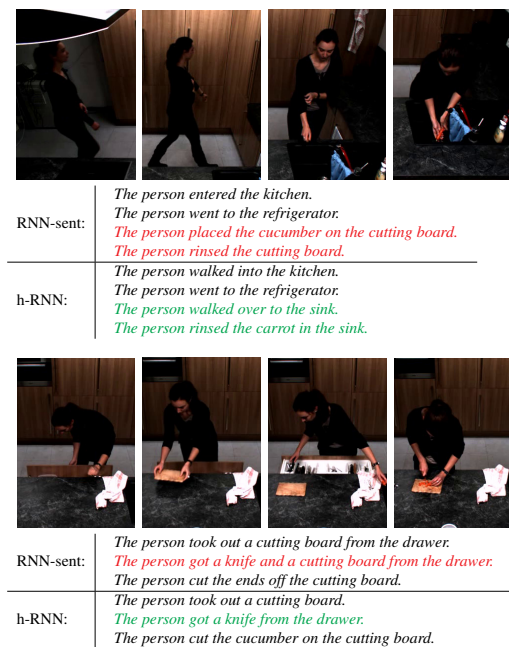 RNN-sent:
The person entered the kitchen.
The person went to the refrigerator.
The person placed the cucumber on the cutting board.
The person rinsed the cutting board.
h-RNN:
The person walked into the kitchen.
The person went to the refrigerator.
The person walked over to the sink.
The person rinsed the carrot in the sink.
RNN-sent:
The person took out a cutting board from the drawer.
The person got a knife and a cutting board from the drawer.
The person cut the ends off the cutting board.
h-RNN:
The person took out a cutting board.
The person got a knife from the drawer.
The person cut the cucumber on the cutting board.